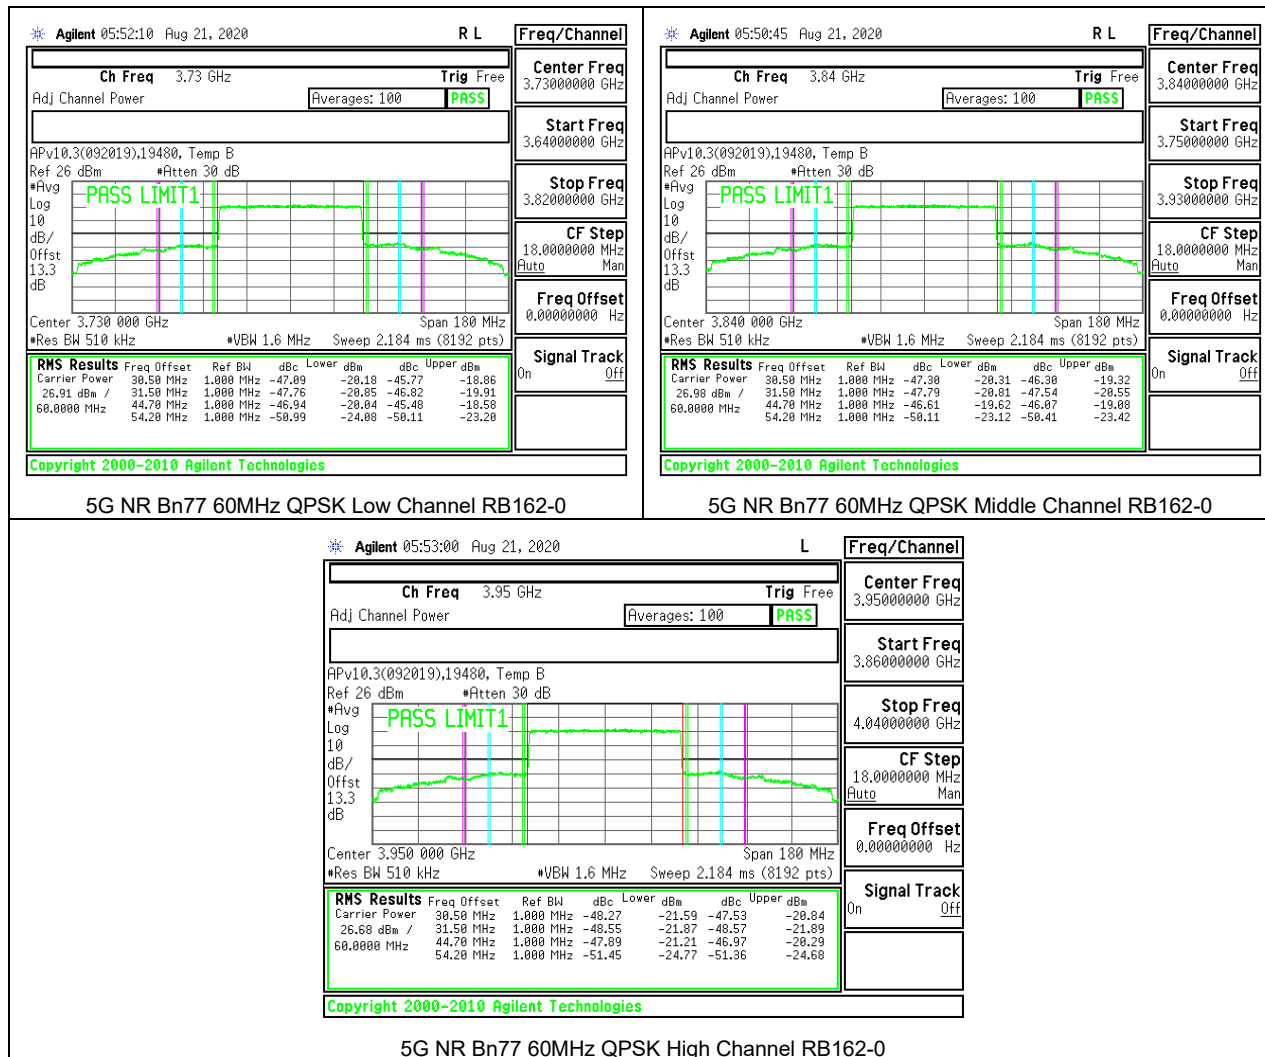 Agilent 05:52:10 Aug 21, 2020 R L Freq/Channel
Ch Freq 3.73 GHz Trig Free
Adj Channel Power Averages: 100 PASS
Center Freq
3.73000000 GHz
Start Freq
3.64000000 GHz
Stop Freq
3.82000000 GHz
CF Step
18.0000000 MHz
Auto Man
Freq Offset
0.00000000 Hz
Signal Track
On Off
APv10.3(092019),19480, Temp B
Ref 26 dBm #Atten 30 dB
#Avg
Log
10
dB/
Offst
13.3
dB
PASS LIMIT1
Center 3.730 000 GHz Span 180 MHz
#Res BW 510 kHz #VBW 1.6 MHz Sweep 2.184 ms (8192 pts)
RMS Results Freq Offset Ref BW dBc Lower dBm dBc Upper dBm
Carrier Power 30.50 MHz 1.000 MHz -47.09 -20.18 -45.77 -18.86
26.91 dBm / 31.50 MHz 1.000 MHz -47.76 -20.85 -46.82 -19.91
60.0000 MHz 44.70 MHz 1.000 MHz -46.94 -20.04 -45.48 -18.58
54.20 MHz 1.000 MHz -50.99 -24.08 -50.11 -23.20
Copyright 2000-2010 Agilent Technologies
5G NR Bn77 60MHz QPSK Low Channel RB162-0
Agilent 05:50:45 Aug 21, 2020 R L Freq/Channel
Ch Freq 3.84 GHz Trig Free
Adj Channel Power Averages: 100 PASS
Center Freq
3.84000000 GHz
Start Freq
3.75000000 GHz
Stop Freq
3.93000000 GHz
CF Step
18.0000000 MHz
Auto Man
Freq Offset
0.00000000 Hz
Signal Track
On Off
APv10.3(092019),19480, Temp B
Ref 26 dBm #Atten 30 dB
#Avg
Log
10
dB/
Offst
13.3
dB
PASS LIMIT1
Center 3.840 000 GHz Span 180 MHz
#Res BW 510 kHz #VBW 1.6 MHz Sweep 2.184 ms (8192 pts)
RMS Results Freq Offset Ref BW dBc Lower dBm dBc Upper dBm
Carrier Power 30.50 MHz 1.000 MHz -47.30 -20.31 -46.30 -19.32
26.98 dBm / 31.50 MHz 1.000 MHz -47.79 -20.81 -47.54 -20.55
60.0000 MHz 44.70 MHz 1.000 MHz -46.61 -19.62 -46.07 -19.08
54.20 MHz 1.000 MHz -50.11 -23.12 -50.41 -23.42
Copyright 2000-2010 Agilent Technologies
5G NR Bn77 60MHz QPSK Middle Channel RB162-0
Agilent 05:53:00 Aug 21, 2020 L Freq/Channel
Ch Freq 3.95 GHz Trig Free
Adj Channel Power Averages: 100 PASS
Center Freq
3.95000000 GHz
Start Freq
3.86000000 GHz
Stop Freq
4.04000000 GHz
CF Step
18.0000000 MHz
Auto Man
Freq Offset
0.00000000 Hz
Signal Track
On Off
APv10.3(092019),19480, Temp B
Ref 26 dBm #Atten 30 dB
#Avg
Log
10
dB/
Offst
13.3
dB
PASS LIMIT1
Center 3.950 000 GHz Span 180 MHz
#Res BW 510 kHz #VBW 1.6 MHz Sweep 2.184 ms (8192 pts)
RMS Results Freq Offset Ref BW dBc Lower dBm dBc Upper dBm
Carrier Power 30.50 MHz 1.000 MHz -48.27 -21.59 -47.53 -20.84
26.68 dBm / 31.50 MHz 1.000 MHz -48.55 -21.87 -48.57 -21.89
60.0000 MHz 44.70 MHz 1.000 MHz -47.89 -21.21 -46.97 -20.29
54.20 MHz 1.000 MHz -51.45 -24.77 -51.36 -24.68
Copyright 2000-2010 Agilent Technologies
5G NR Bn77 60MHz QPSK High Channel RB162-0